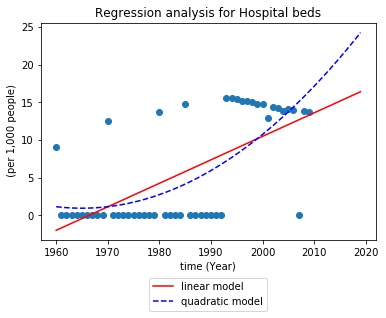 Regression analysis for Hospital beds
25
20
15
10
5
0
(per 1,000 people)
1960 1970 1980 1990 2000 2010 2020
time (Year)
linear model
quadratic model